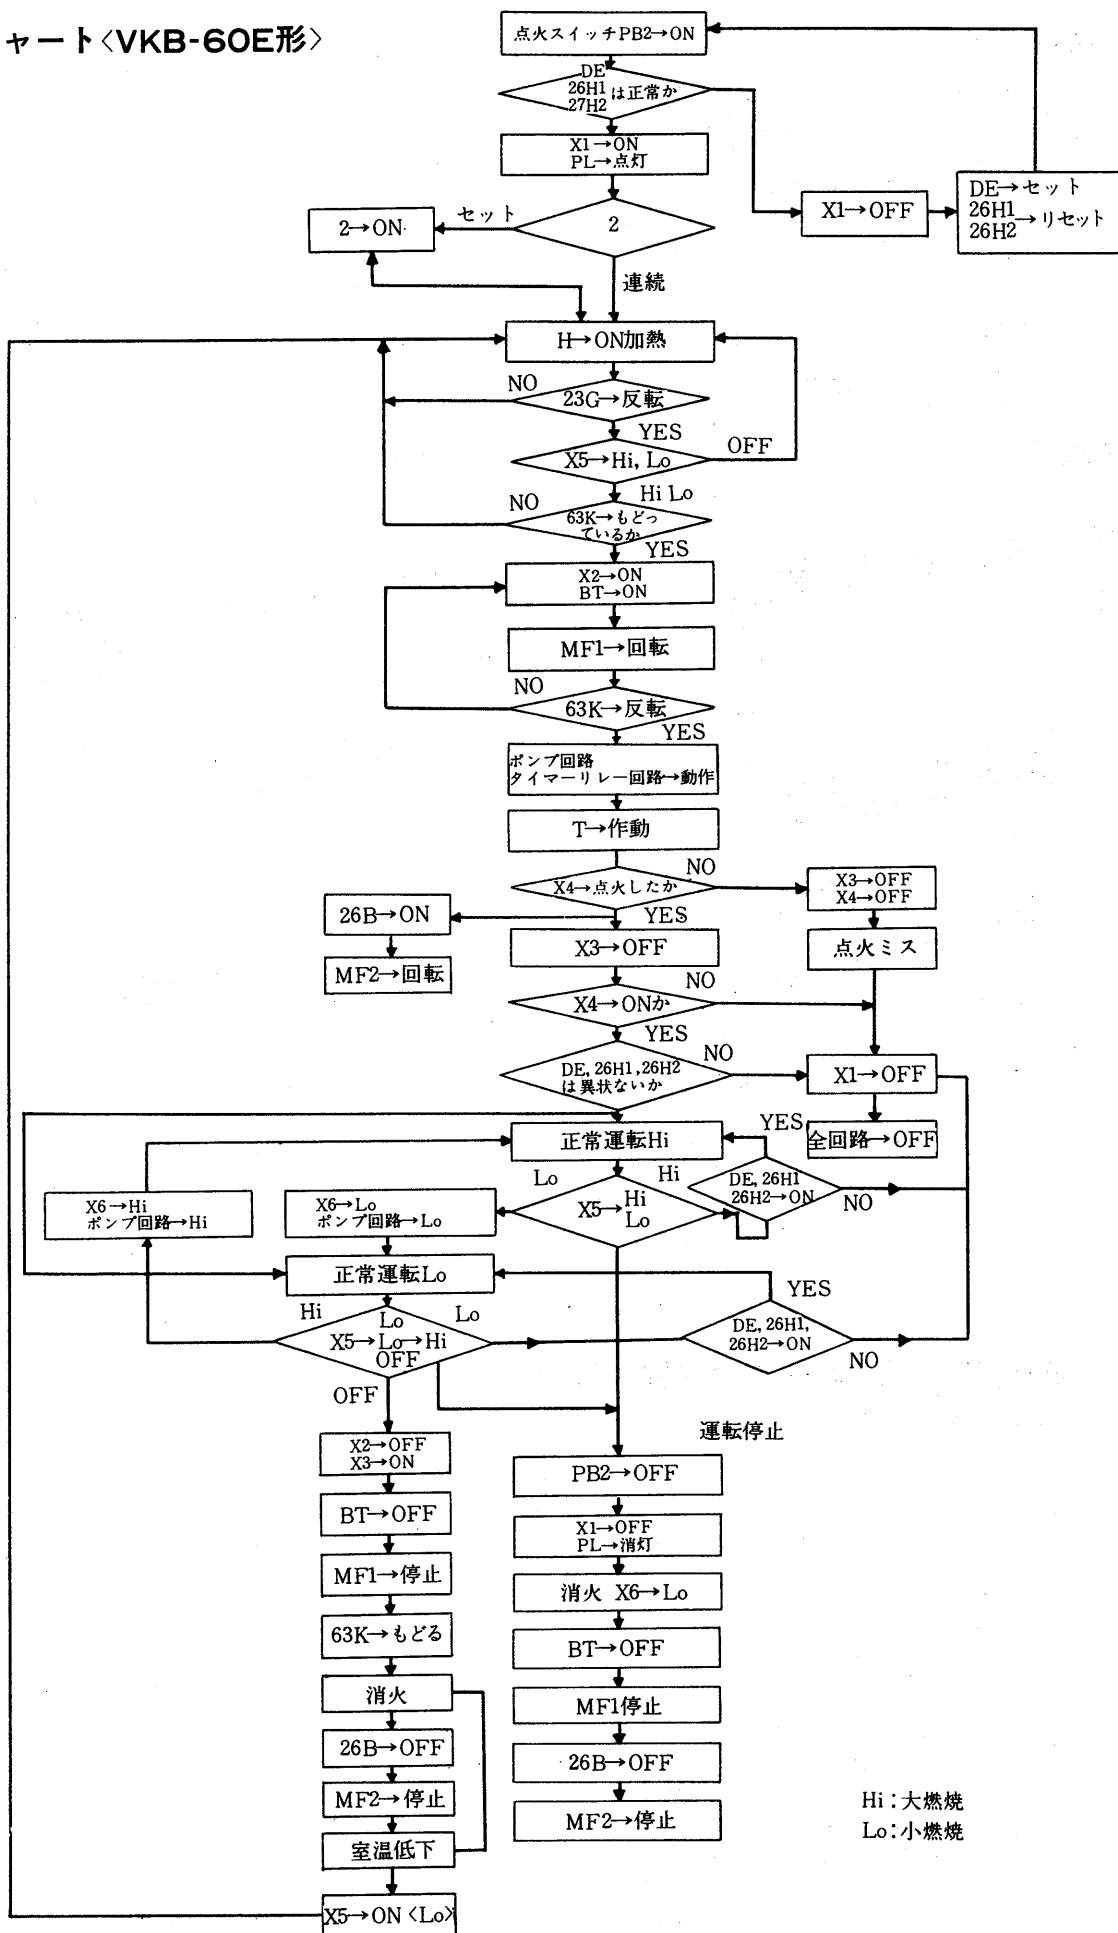 ャート〈VKB-60E形〉
点火スイッチPB2→ON
DE
26H1は正常か
27H2
X1→ON
PL→点灯
X1→OFF
DE→セット
26H1
→リセット
26H2
セット
2→ON
2
連続
H→ON加熱
NO
23G→反転
YES
OFF
X5→Hi, Lo
Hi Lo
NO
63K→もどっ
ているか
YES
X2→ON
BT→ON
MF1→回転
NO
63K→反転
YES
ポンプ回路
タイマーリレー回路→動作
T→作動
NO
X4→点火したか
X3→OFF
X4→OFF
YES
26B→ON
X3→OFF
点火ミス
MF2→回転
NO
X4→ONか
YES
NO
DE, 26H1, 26H2
は異状ないか
X1→OFF
YES
正常運転Hi
全回路→OFF
Lo
Hi
DE, 26H1
26H2→ON
NO
X6→Hi
ポンプ回路→Hi
X6→Lo
ポンプ回路→Lo
X5→Hi
Lo
正常運転Lo
YES
Hi
Lo
Lo
X5→Lo→Hi
OFF
DE, 26H1,
26H2→ON
NO
OFF
運転停止
X2→OFF
X3→ON
PB2→OFF
BT→OFF
X1→OFF
PL→消灯
MF1→停止
消火 X6→Lo
63K→もどる
BT→OFF
消火
MF1停止
26B→OFF
26B→OFF
MF2→停止
MF2→停止
室温低下
X5→ON〈Lo〉
Hi：大燃焼
Lo：小燃焼